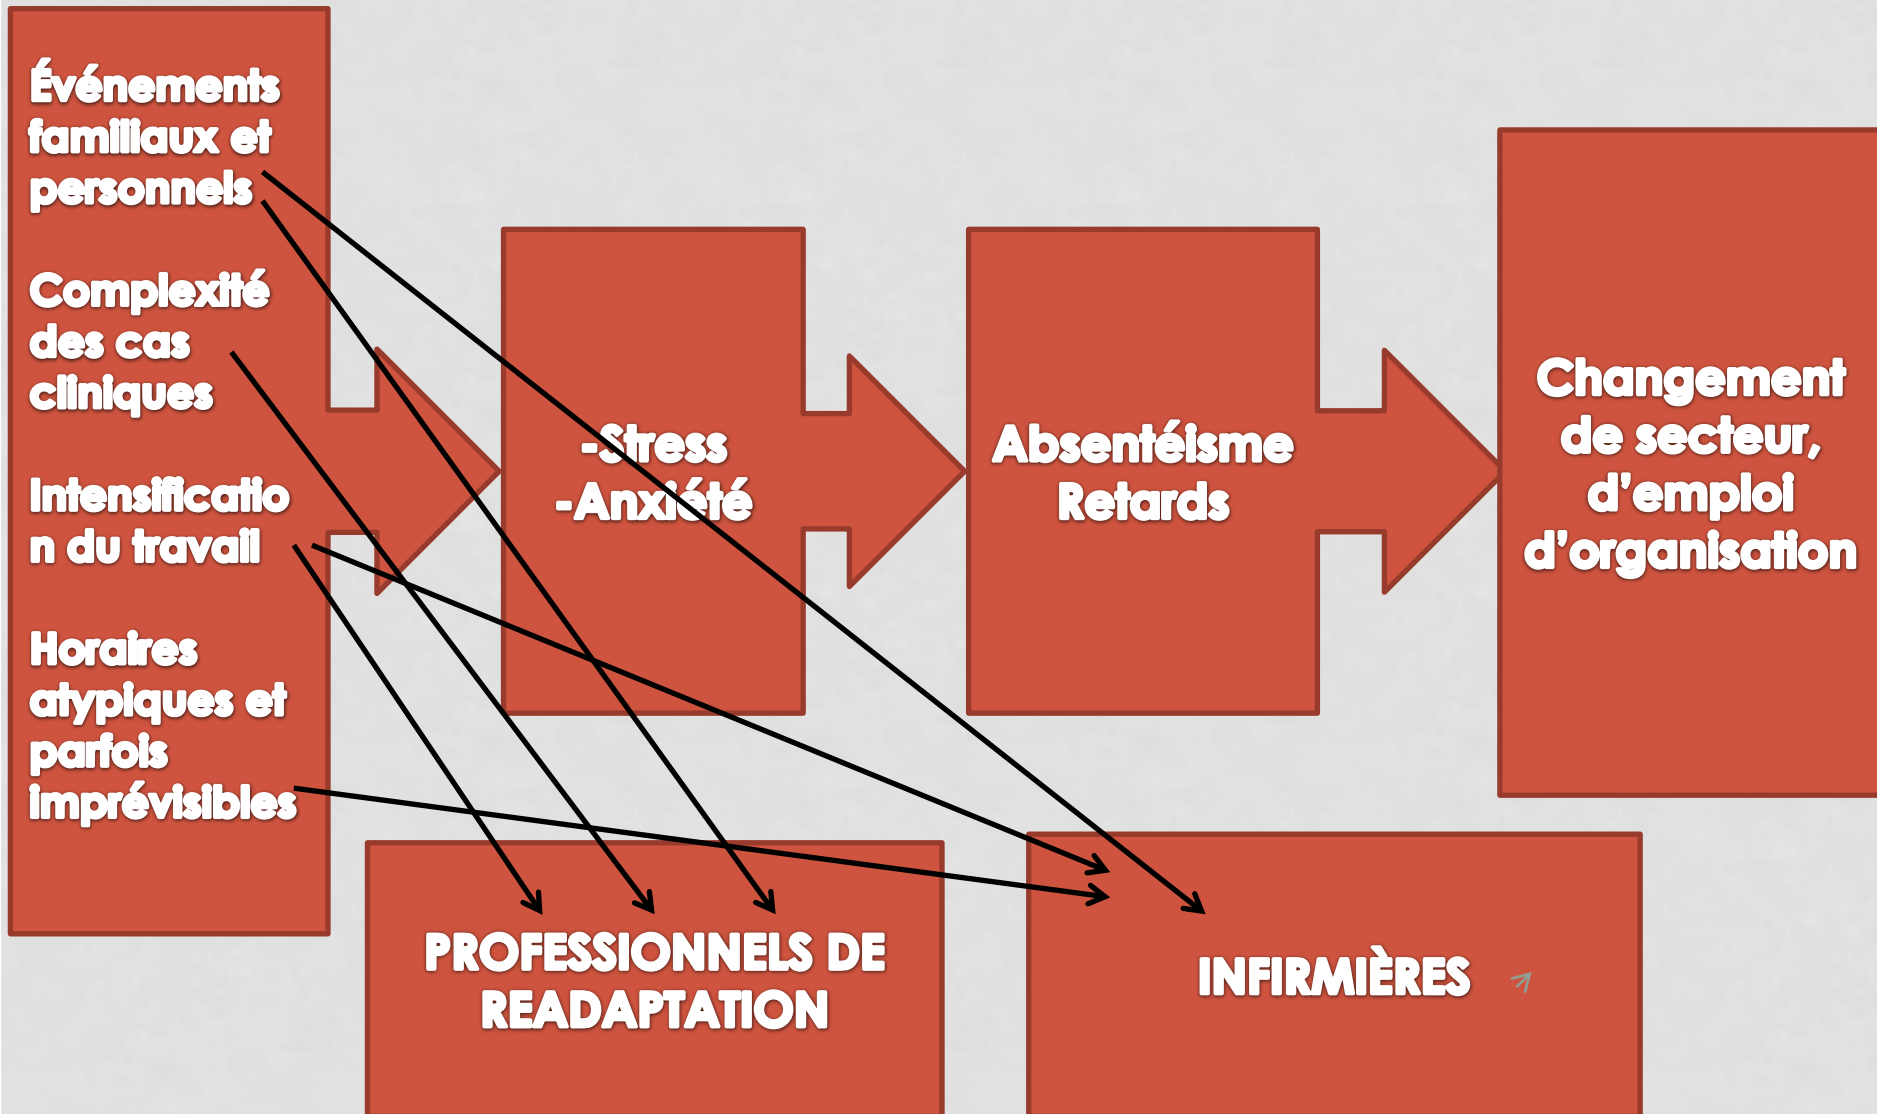 Événements
familiaux et
personnels
Complexité
des cas
cliniques
Intensificatio
n du travail
Horaires
atypiques et
parfois
imprévisibles
-Stress
-Anxiété
Absentéisme
Retards
Changement
de secteur,
d’emploi
d’organisation
PROFESSIONNELS DE
READAPTATION
INFIRMIÈRES